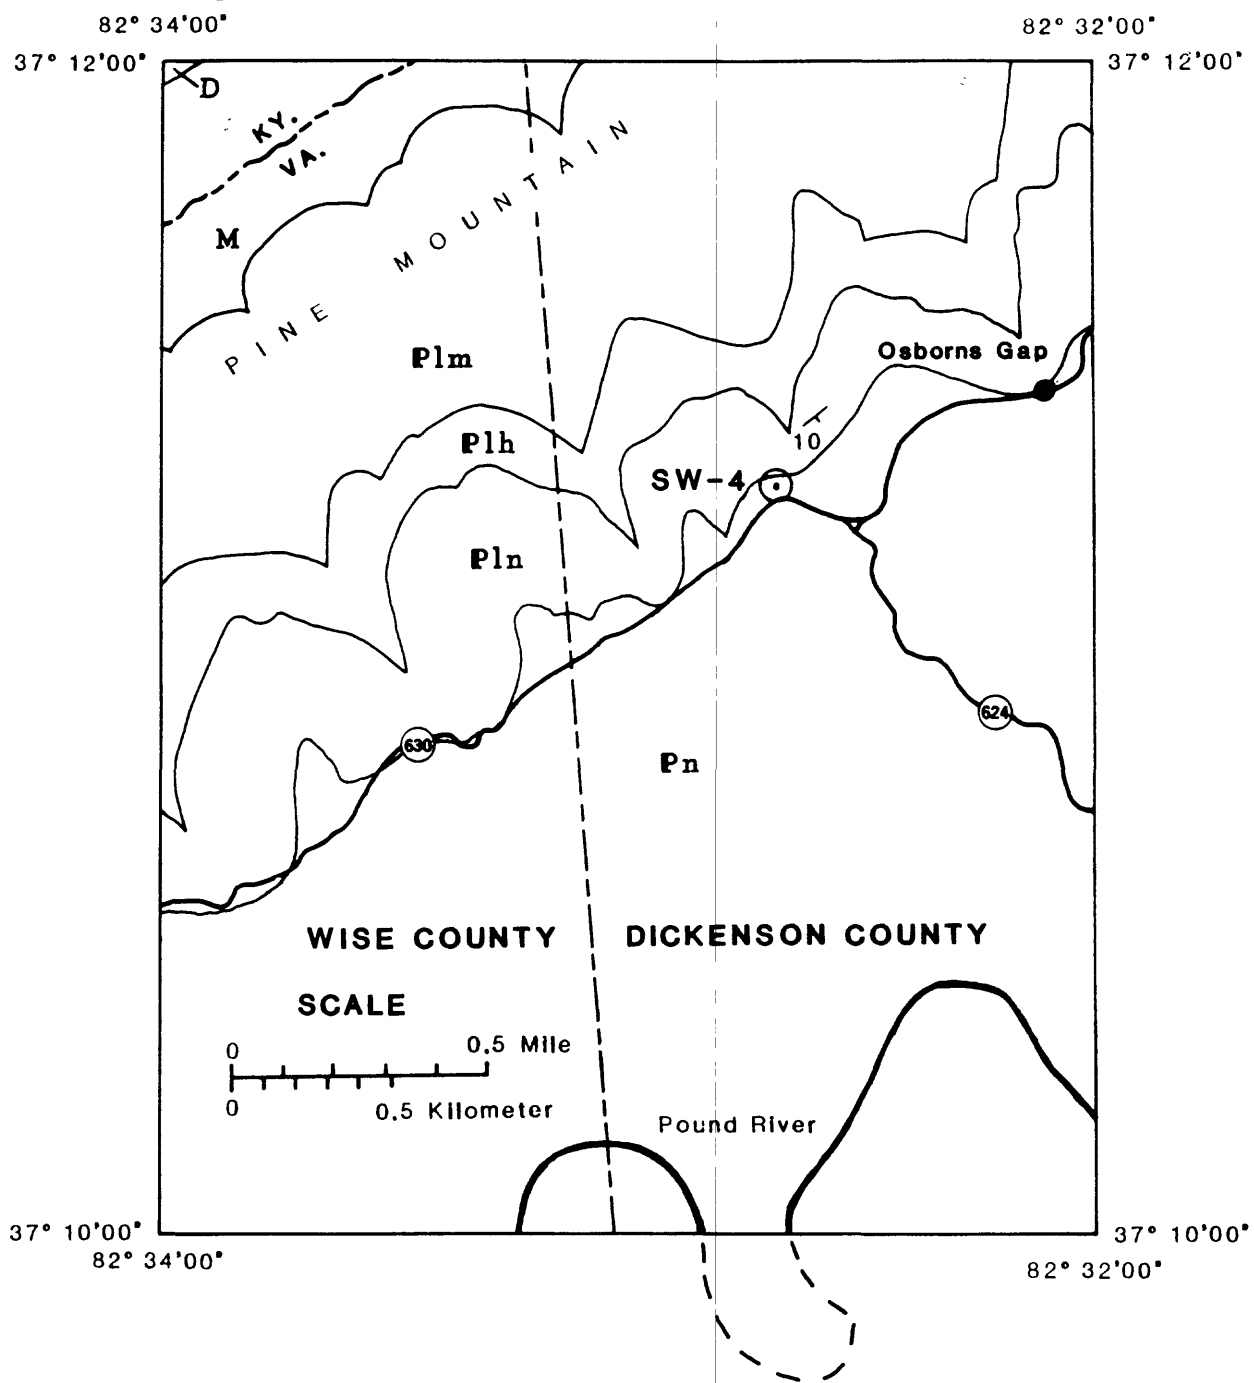 82° 34'00"
82° 32'00"
37° 12'00"
37° 12'00"
D
KY.
VA.
M
PINE MOUNTAIN
Osborns Gap
ℙlm
10
ℙlh
SW-4
ℙln
624
630
ℙn
WISE COUNTY
DICKENSON COUNTY
SCALE
0
0.5 Mile
0
0.5 Kilometer
Pound River
37° 10'00"
37° 10'00"
82° 34'00"
82° 32'00"